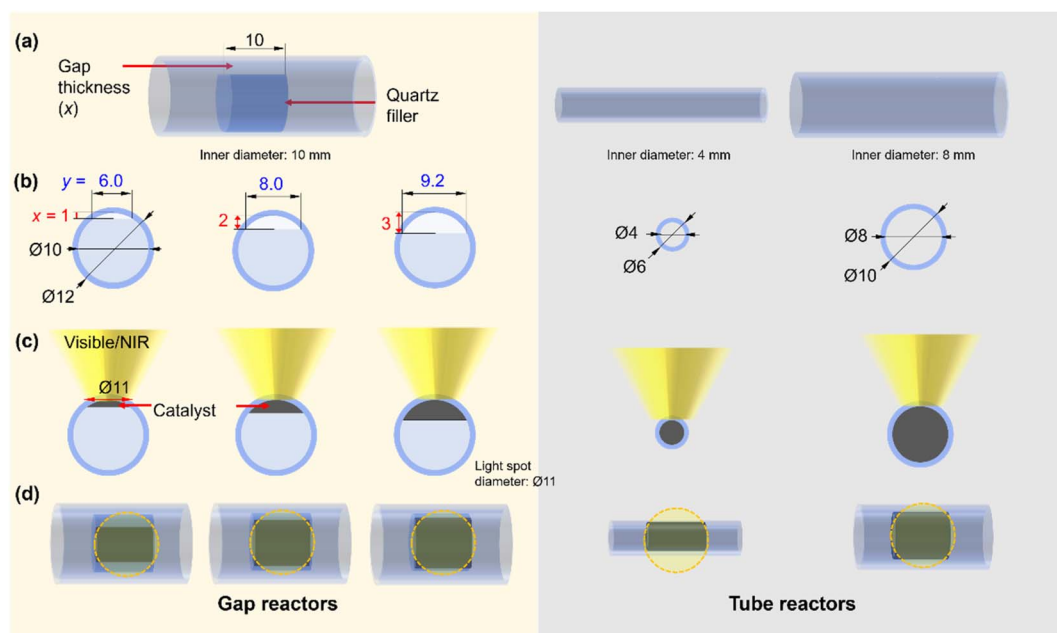 (a)
10
Gap
thickness
(x)
Quartz
filler
Inner diameter: 10 mm
Inner diameter: 4 mm
Inner diameter: 8 mm
(b)
y = 6.0
8.0
9.2
x = 1
2
3
Ø10
Ø12
Ø4
Ø6
Ø8
Ø10
(c)
Visible/NIR
Ø11
Catalyst
Light spot
diameter: Ø11
(d)
Gap reactors
Tube reactors